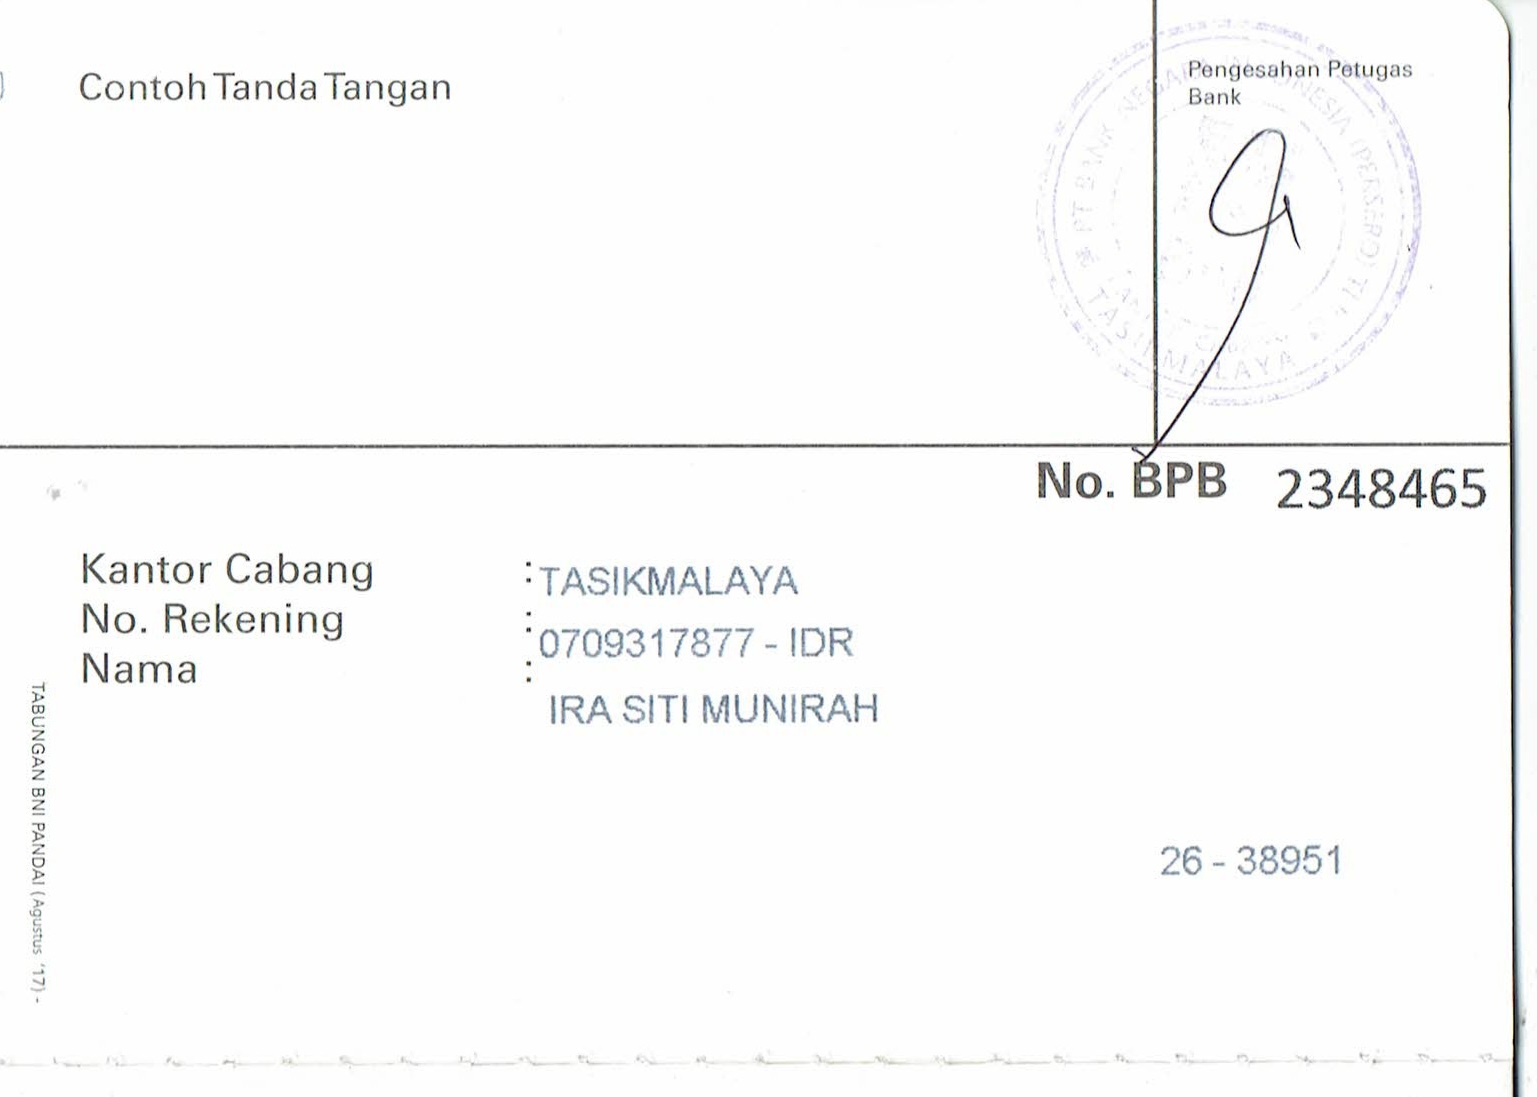 Contoh Tanda Tangan
Pengesahan Petugas
Bank
PT BANK NEGARA INDONESIA (PERSERO) Tbk
TASIKMALAYA
No. BPB 2348465
Kantor Cabang : TASIKMALAYA
No. Rekening : 0709317877 - IDR
Nama : IRA SITI MUNIRAH
26 - 38951
TABUNGAN BNI PANDAI (Agustus '17) -